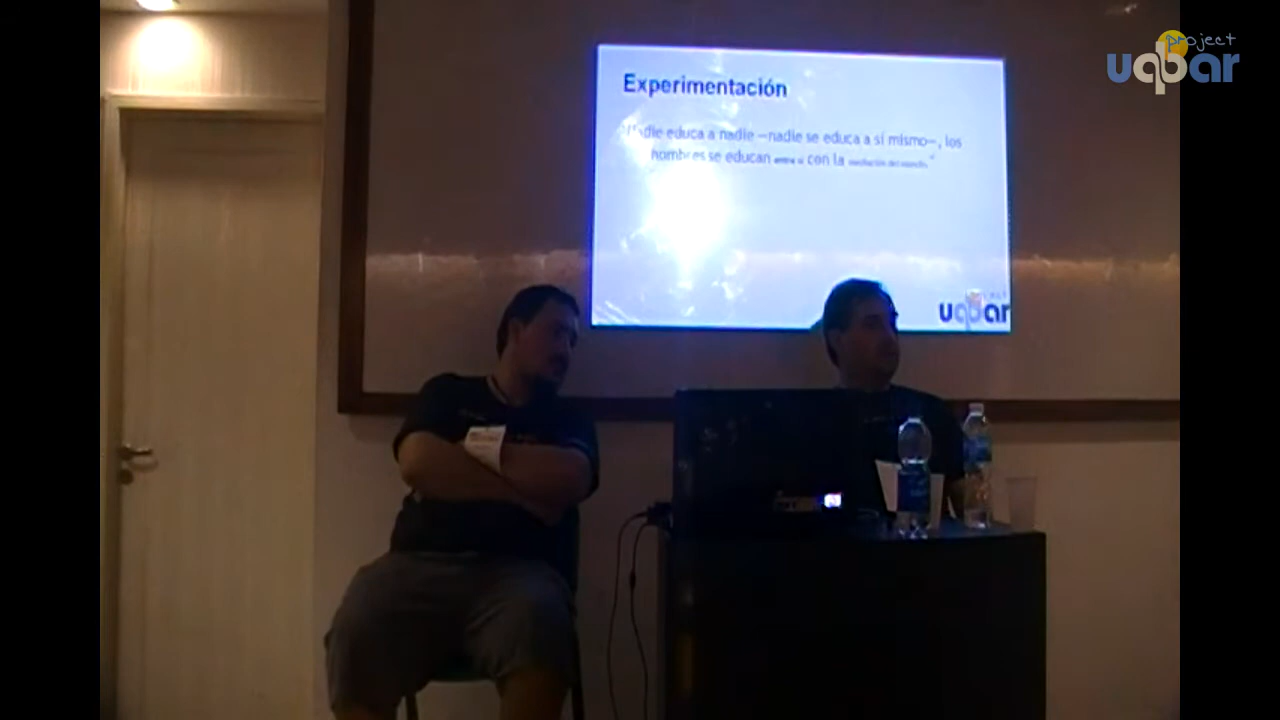 project
uqbar
Experimentación
"Nadie educa a nadie —nadie se educa a sí mismo—, los
hombres se educan entre sí con la mediación del mundo."
uqbar